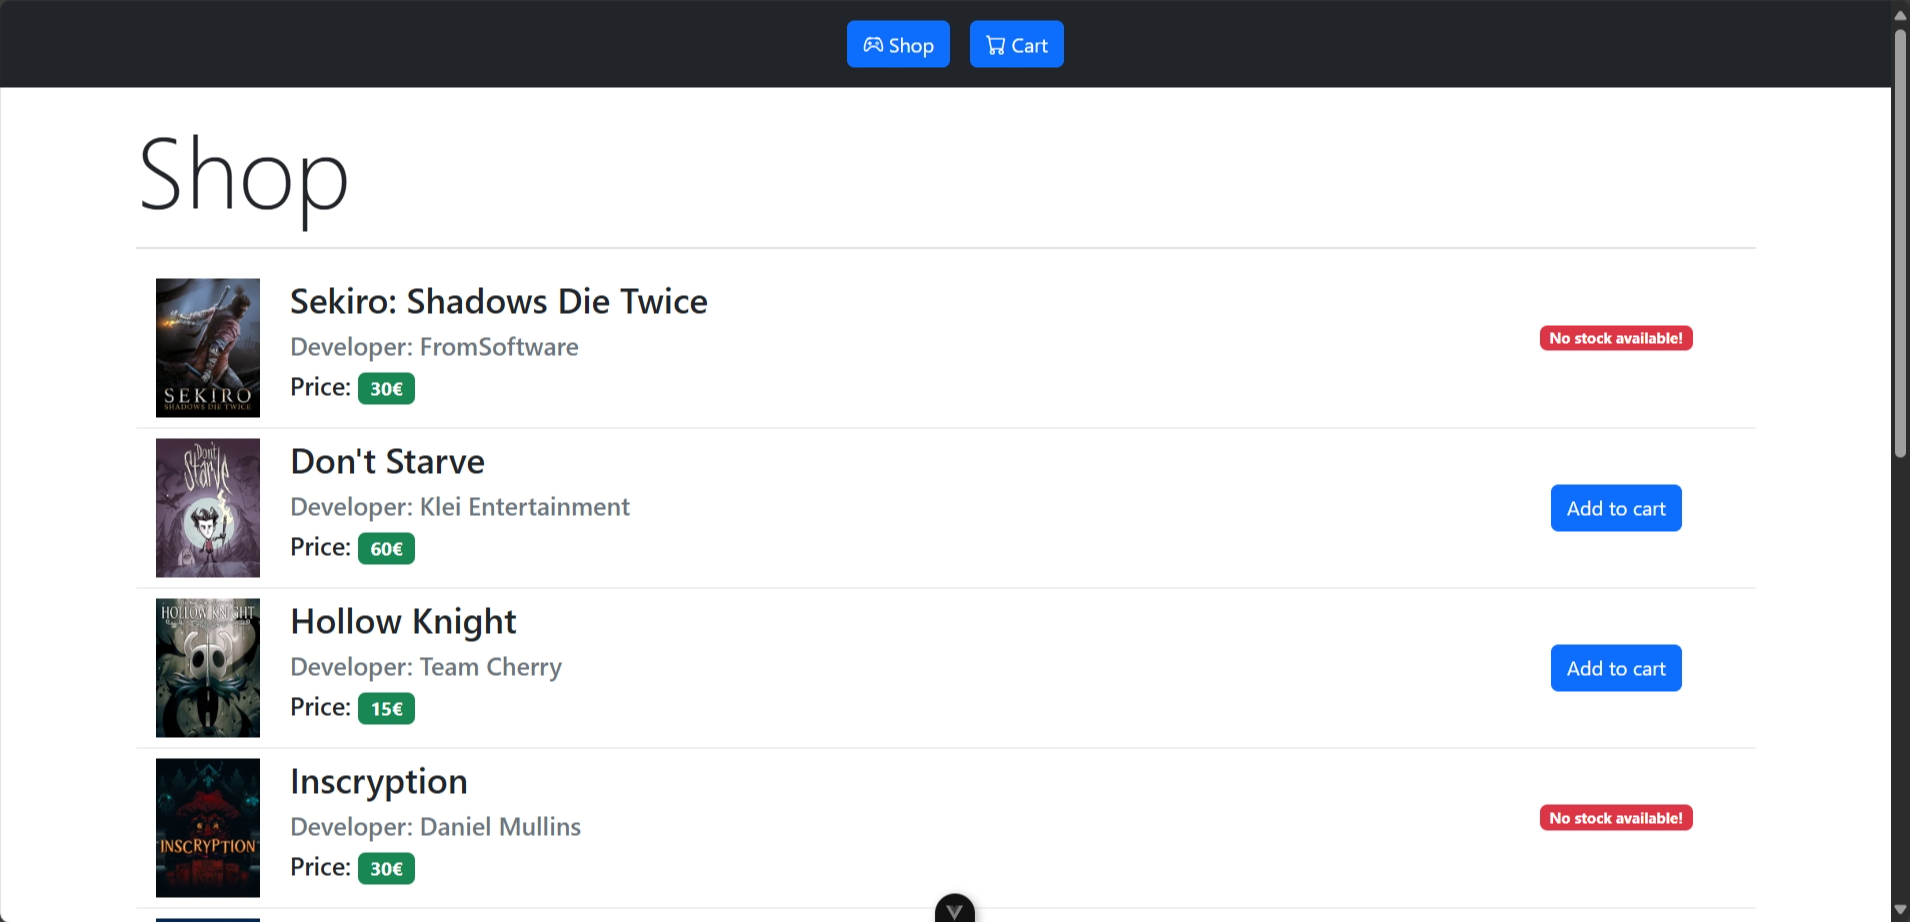 Shop
Cart
Shop
SEKIRO
SHADOWS DIE TWICE
Sekiro: Shadows Die Twice
Developer: FromSoftware
Price: 30€
No stock available!
Don't
Starve
Don't Starve
Developer: Klei Entertainment
Price: 60€
Add to cart
HOLLOW KNIGHT
Hollow Knight
Developer: Team Cherry
Price: 15€
Add to cart
INSCRYPTION
Inscryption
Developer: Daniel Mullins
Price: 30€
No stock available!